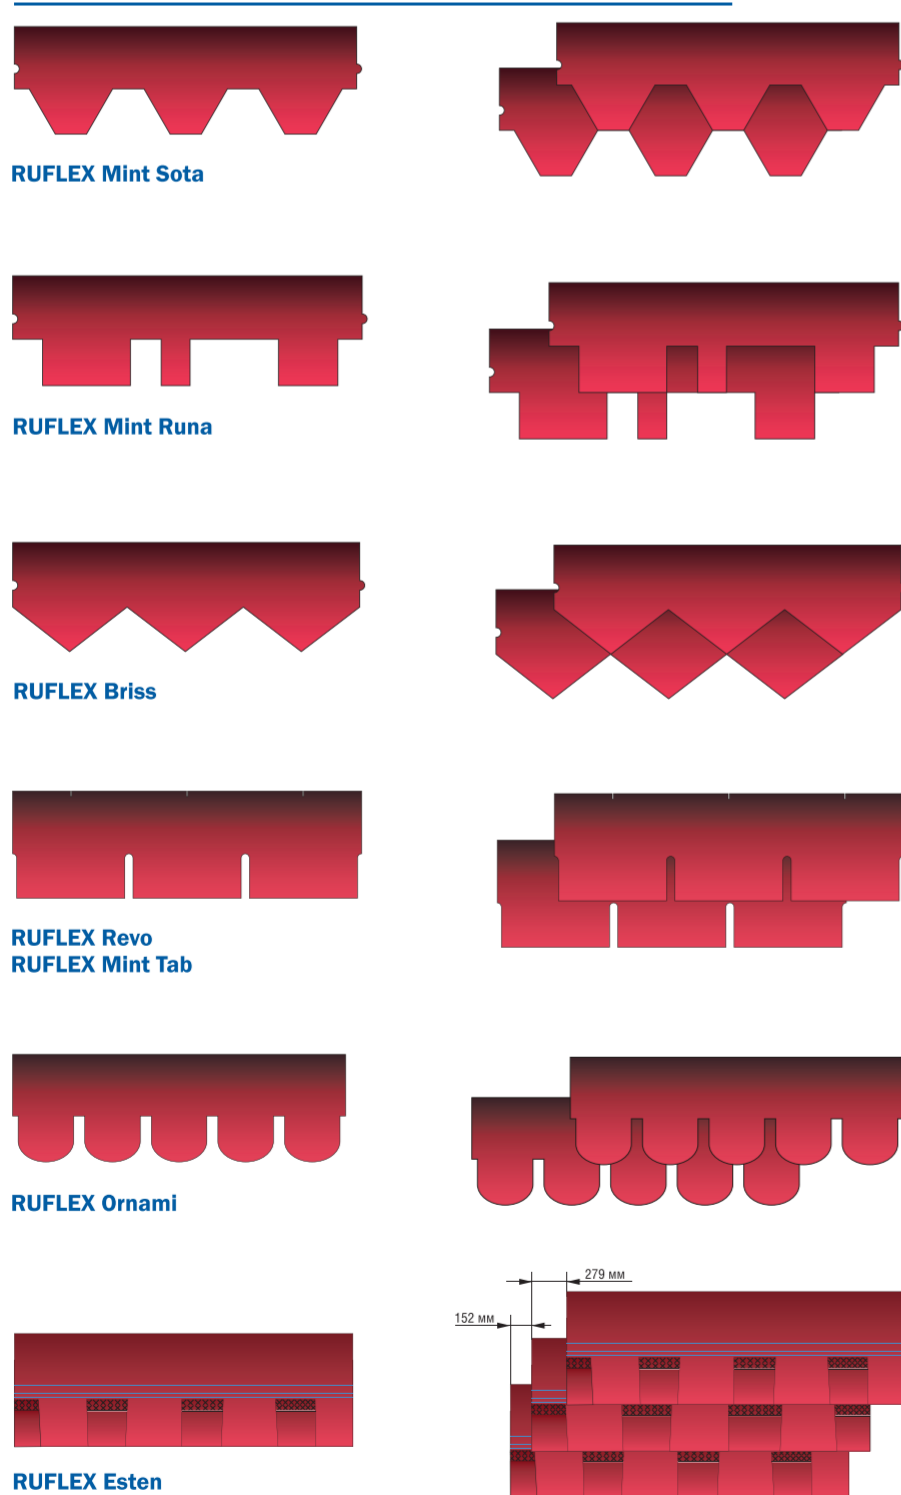 RUFLEX Mint Sota
RUFLEX Mint Runa
RUFLEX Briss
RUFLEX Revo
RUFLEX Mint Tab
RUFLEX Ornami
279 мм
152 мм
RUFLEX Esten